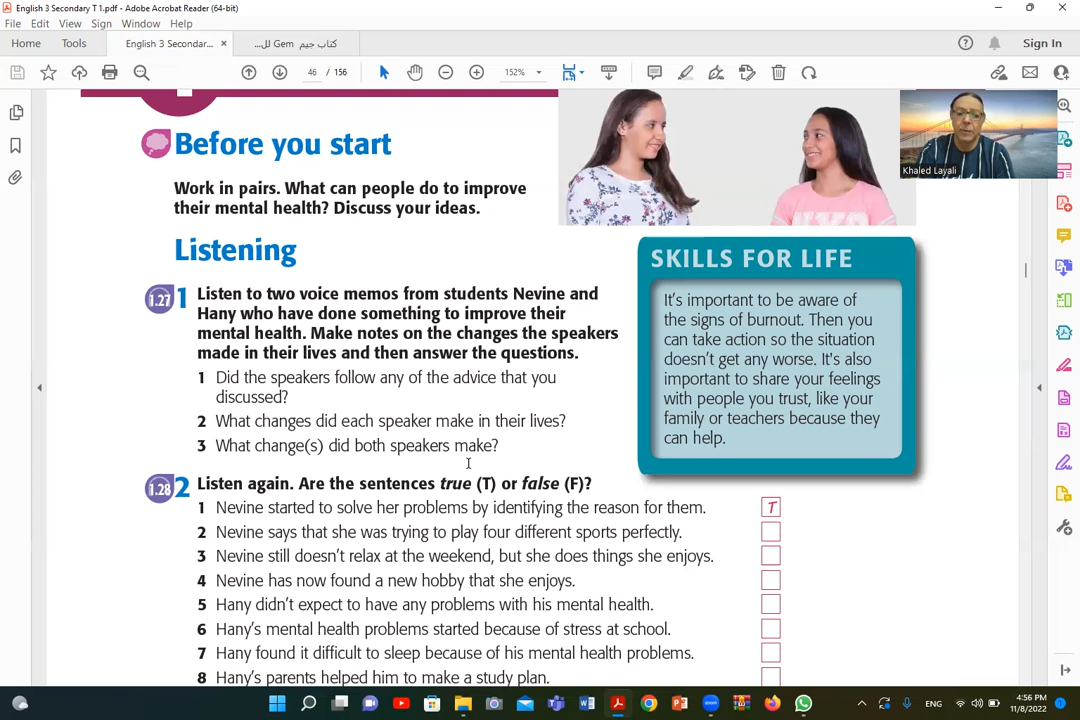 English 3 Secondary T 1.pdf - Adobe Acrobat Reader (64-bit)
File Edit View Sign Window Help
Home Tools English 3 Secondar... × كتاب جيم Gem لل...
Sign In
46 / 156 152%
Before you start
Work in pairs. What can people do to improve
their mental health? Discuss your ideas.
Khaled Layali
Listening
1.27 1 Listen to two voice memos from students Nevine and
Hany who have done something to improve their
mental health. Make notes on the changes the speakers
made in their lives and then answer the questions.
1 Did the speakers follow any of the advice that you
discussed?
2 What changes did each speaker make in their lives?
3 What change(s) did both speakers make?
SKILLS FOR LIFE
It's important to be aware of
the signs of burnout. Then you
can take action so the situation
doesn't get any worse. It's also
important to share your feelings
with people you trust, like your
family or teachers because they
can help.
1.28 2 Listen again. Are the sentences true (T) or false (F)?
1 Nevine started to solve her problems by identifying the reason for them. T
2 Nevine says that she was trying to play four different sports perfectly.
3 Nevine still doesn't relax at the weekend, but she does things she enjoys.
4 Nevine has now found a new hobby that she enjoys.
5 Hany didn't expect to have any problems with his mental health.
6 Hany's mental health problems started because of stress at school.
7 Hany found it difficult to sleep because of his mental health problems.
8 Hany's parents helped him to make a study plan.
ENG
4:56 PM
11/8/2022